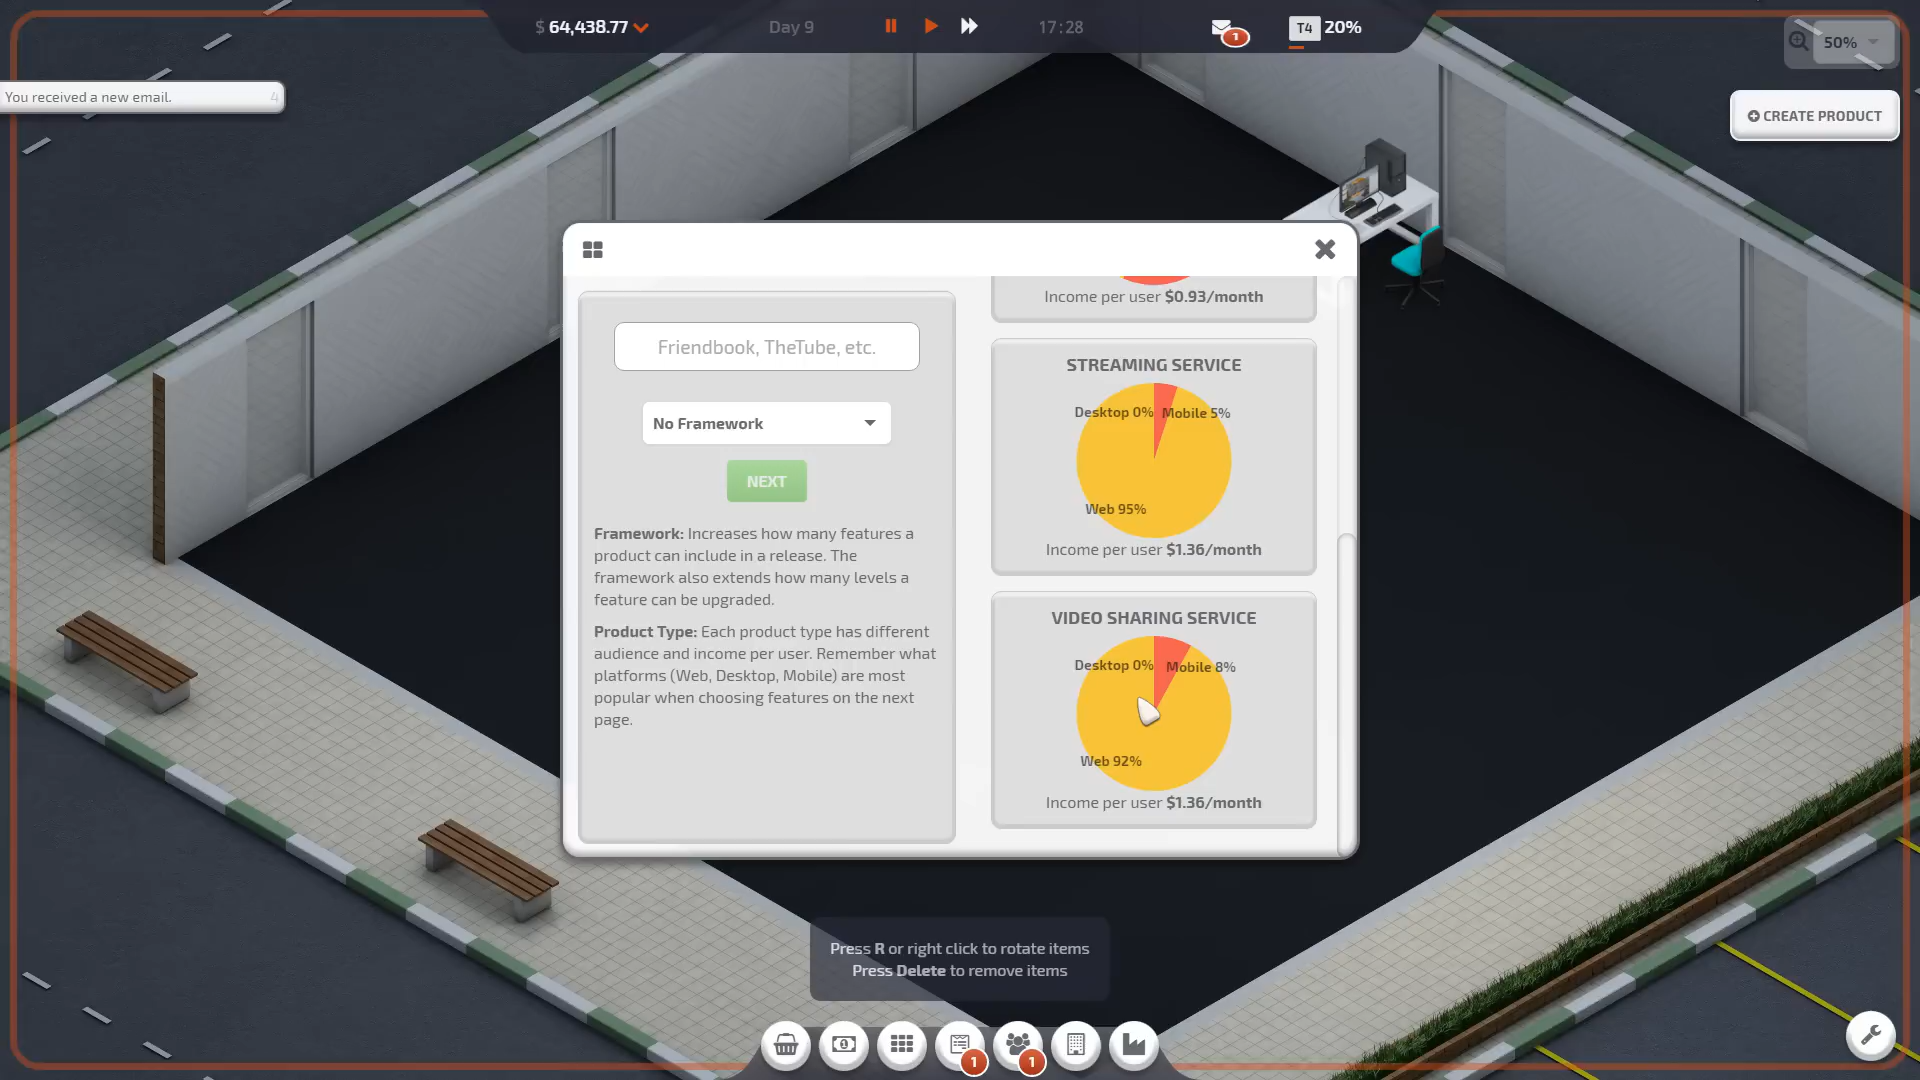 $ 64,438.77
Day 9
17:28
1
T4 20%
50%
You received a new email. 4
CREATE PRODUCT
Friendbook, TheTube, etc.
No Framework
NEXT
Framework: Increases how many features a
product can include in a release. The
framework also extends how many levels a
feature can be upgraded.
Product Type: Each product type has different
audience and income per user. Remember what
platforms (Web, Desktop, Mobile) are most
popular when choosing features on the next
page.
Income per user $0.93/month
STREAMING SERVICE
Desktop 0% Mobile 5%
Web 95%
Income per user $1.36/month
VIDEO SHARING SERVICE
Desktop 0% Mobile 8%
Web 92%
Income per user $1.36/month
Press R or right click to rotate items
Press Delete to remove items
1
1